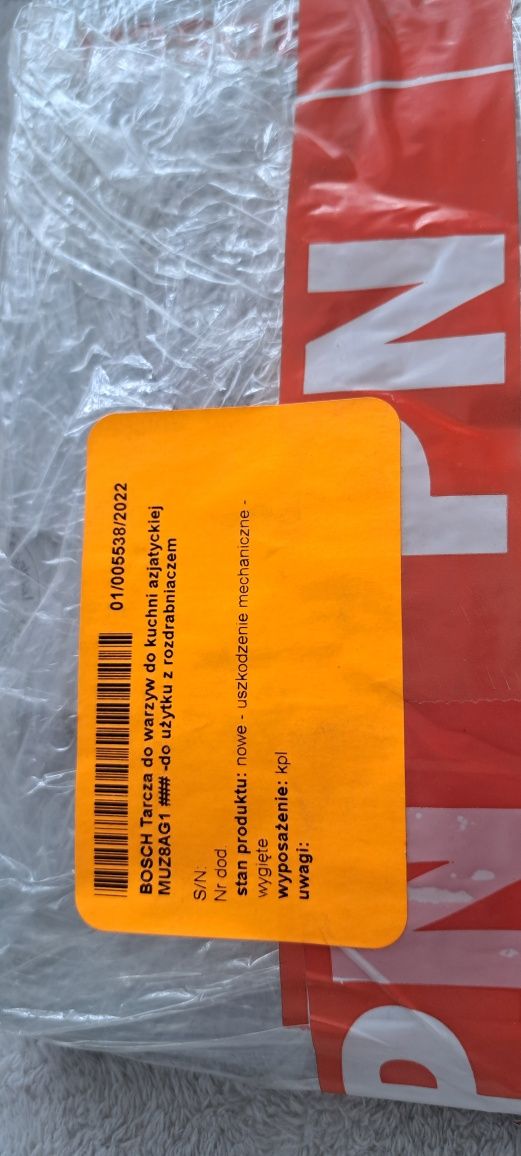 01/005538/2022
BOSCH Tarcza do warzyw do kuchni azjatyckiej
MUZ8AG1 ### -do użytku z rozdrabniaczem
S/N:
Nr dod.
stan produktu: nowe - uszkodzenie mechaniczne -
wygięte
wyposażenie: kpl
uwagi:
PN
PN